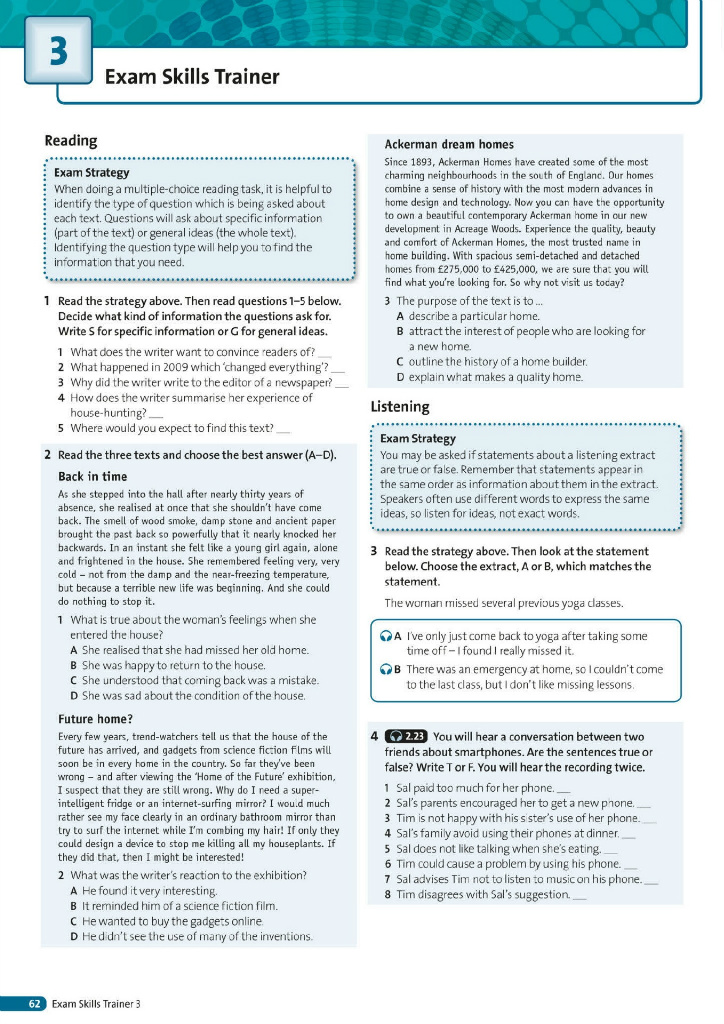 3
Exam Skills Trainer
Reading
Exam Strategy
When doing a multiple-choice reading task, it is helpful to
identify the type of question which is being asked about
each text. Questions will ask about specific information
(part of the text) or general ideas (the whole text).
Identifying the question type will help you to find the
information that you need.
1 Read the strategy above. Then read questions 1–5 below.
Decide what kind of information the questions ask for.
Write S for specific information or G for general ideas.
1 What does the writer want to convince readers of? __
2 What happened in 2009 which ‘changed everything’? __
3 Why did the writer write to the editor of a newspaper? __
4 How does the writer summarise her experience of
house-hunting? __
5 Where would you expect to find this text? __
2 Read the three texts and choose the best answer (A–D).
Back in time
As she stepped into the hall after nearly thirty years of
absence, she realised at once that she shouldn't have come
back. The smell of wood smoke, damp stone and ancient paper
brought the past back so powerfully that it nearly knocked her
backwards. In an instant she felt like a young girl again, alone
and frightened in the house. She remembered feeling very, very
cold – not from the damp and the near-freezing temperature,
but because a terrible new life was beginning. And she could
do nothing to stop it.
1 What is true about the woman's feelings when she
entered the house?
A She realised that she had missed her old home.
B She was happy to return to the house.
C She understood that coming back was a mistake.
D She was sad about the condition of the house.
Future home?
Every few years, trend-watchers tell us that the house of the
future has arrived, and gadgets from science fiction films will
soon be in every home in the country. So far they've been
wrong – and after viewing the ‘Home of the Future’ exhibition,
I suspect that they are still wrong. Why do I need a super-
intelligent fridge or an internet-surfing mirror? I would much
rather see my face clearly in an ordinary bathroom mirror than
try to surf the internet while I'm combing my hair! If only they
could design a device to stop me killing all my houseplants. If
they did that, then I might be interested!
2 What was the writer's reaction to the exhibition?
A He found it very interesting.
B It reminded him of a science fiction film.
C He wanted to buy the gadgets online.
D He didn't see the use of many of the inventions.
Ackerman dream homes
Since 1893, Ackerman Homes have created some of the most
charming neighbourhoods in the south of England. Our homes
combine a sense of history with the most modern advances in
home design and technology. Now you can have the opportunity
to own a beautiful contemporary Ackerman home in our new
development in Acreage Woods. Experience the quality, beauty
and comfort of Ackerman Homes, the most trusted name in
home building. With spacious semi-detached and detached
homes from £275,000 to £425,000, we are sure that you will
find what you're looking for. So why not visit us today?
3 The purpose of the text is to ...
A describe a particular home.
B attract the interest of people who are looking for
a new home.
C outline the history of a home builder.
D explain what makes a quality home.
Listening
Exam Strategy
You may be asked if statements about a listening extract
are true or false. Remember that statements appear in
the same order as information about them in the extract.
Speakers often use different words to express the same
ideas, so listen for ideas, not exact words.
3 Read the strategy above. Then look at the statement
below. Choose the extract, A or B, which matches the
statement.
The woman missed several previous yoga classes.
A I've only just come back to yoga after taking some
time off – I found I really missed it.
B There was an emergency at home, so I couldn't come
to the last class, but I don't like missing lessons.
4 2.23 You will hear a conversation between two
friends about smartphones. Are the sentences true or
false? Write T or F. You will hear the recording twice.
1 Sal paid too much for her phone. __
2 Sal's parents encouraged her to get a new phone. __
3 Tim is not happy with his sister's use of her phone. __
4 Sal's family avoid using their phones at dinner. __
5 Sal does not like talking when she's eating. __
6 Tim could cause a problem by using his phone. __
7 Sal advises Tim not to listen to music on his phone. __
8 Tim disagrees with Sal's suggestion. __
62 Exam Skills Trainer 3